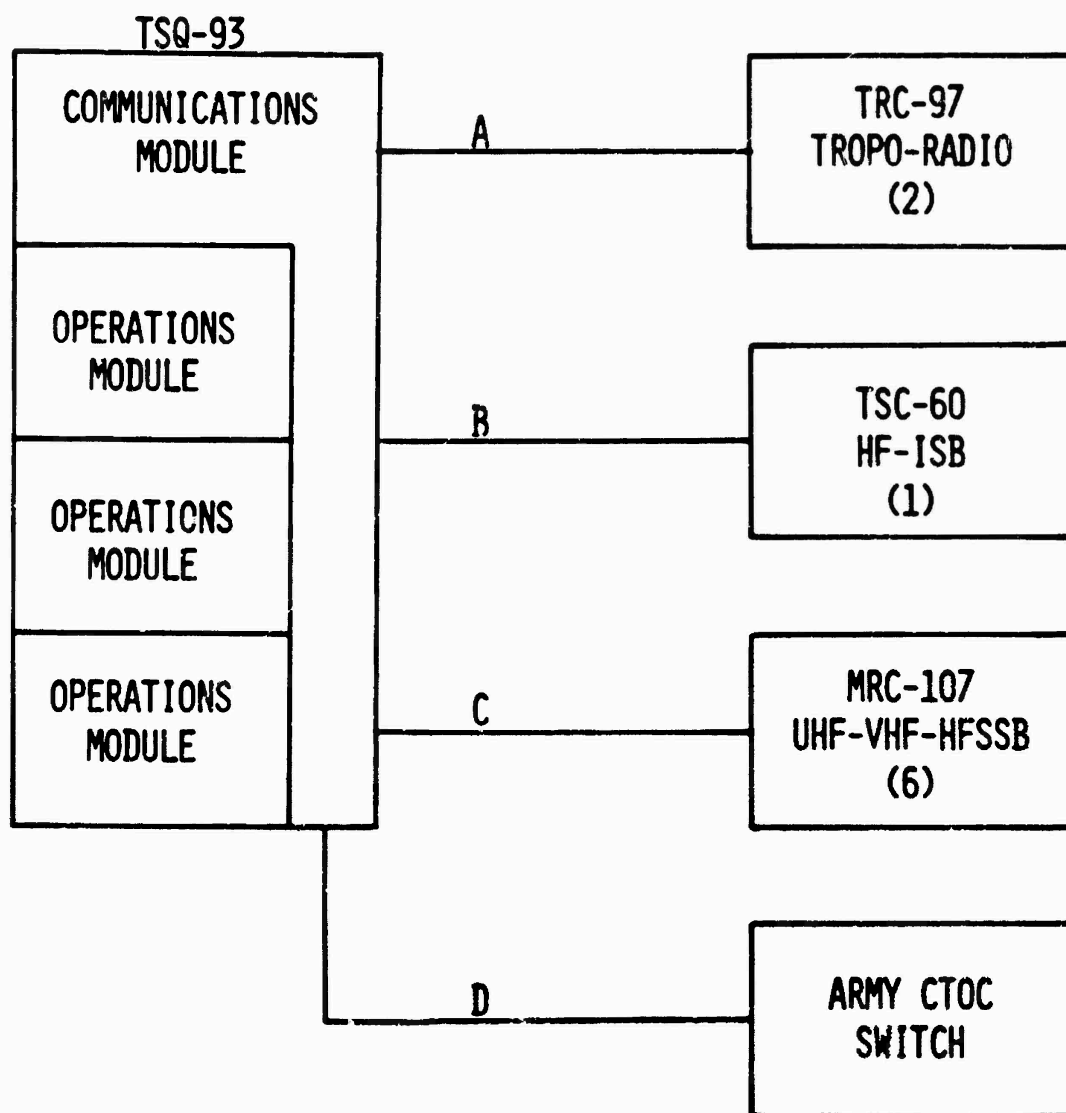 TSQ-93
COMMUNICATIONS
MODULE
OPERATIONS
MODULE
OPERATIONS
MODULE
OPERATIONS
MODULE
A
TRC-97
TROPO-RADIO
(2)
B
TSC-60
HF-ISB
(1)
C
MRC-107
UHF-VHF-HFSSB
(6)
D
ARMY CTOC
SWITCH